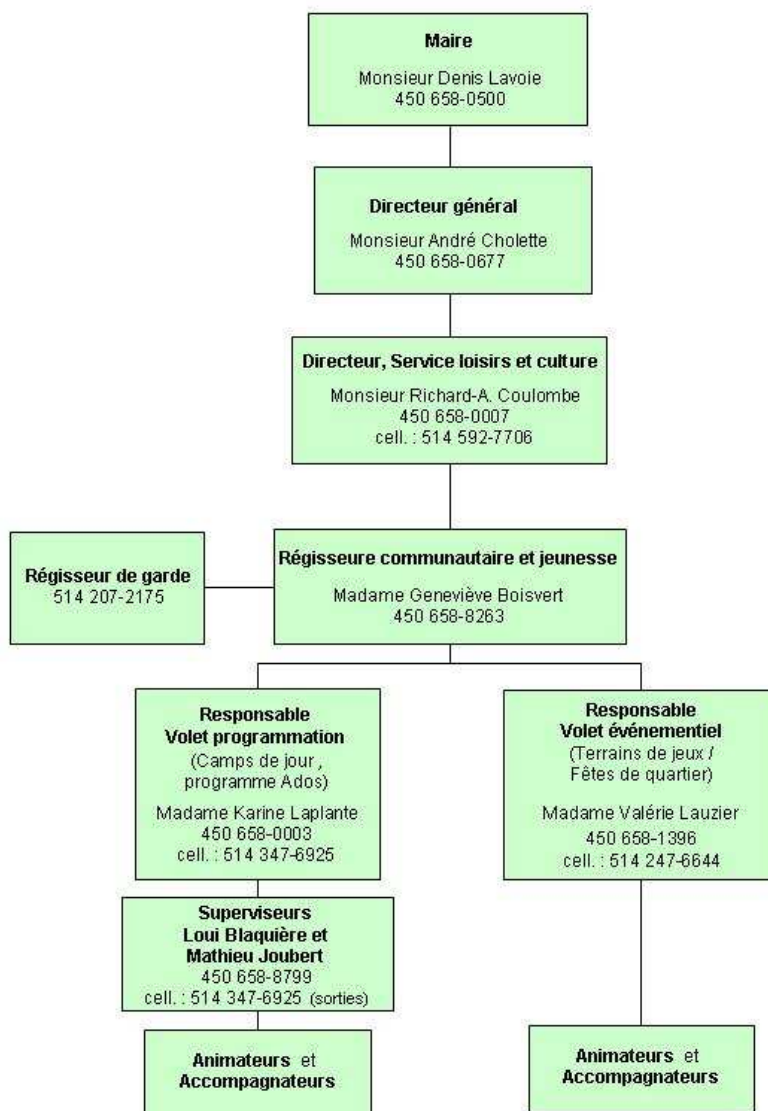 Maire
Monsieur Denis Lavoie
450 658-0500
Directeur général
Monsieur André Cholette
450 658-0677
Directeur, Service loisirs et culture
Monsieur Richard-A. Coulombe
450 658-0007
cell. : 514 592-7706
Régisseur de garde
514 207-2175
Régisseure communautaire et jeunesse
Madame Geneviève Boisvert
450 658-8263
Responsable
Volet programmation
(Camps de jour ,
programme Ados)
Madame Karine Laplante
450 658-0003
cell. : 514 347-6925
Responsable
Volet événementiel
(Terrains de jeux /
Fêtes de quartier)
Madame Valérie Lauzier
450 658-1396
cell. : 514 247-6644
Superviseurs
Loui Blaquière et
Mathieu Joubert
450 658-8799
cell. : 514 347-6925 (sorties)
Animateurs et
Accompagnateurs
Animateurs et
Accompagnateurs